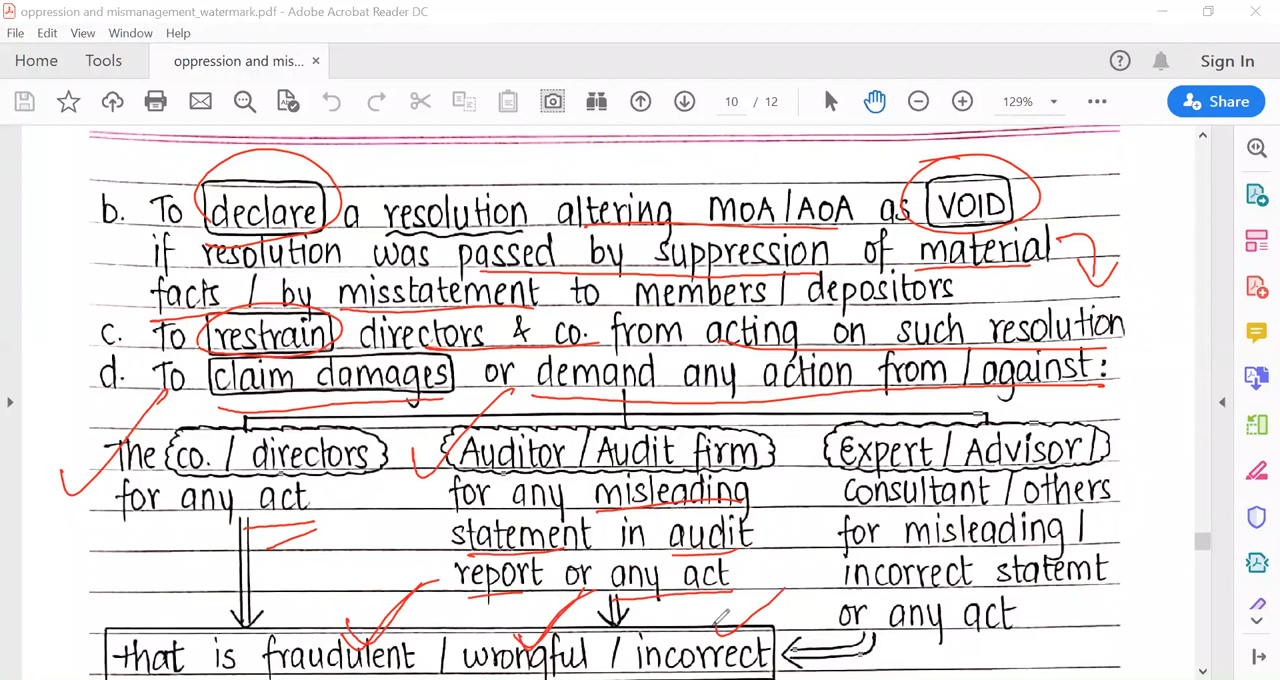 oppression and mismanagement_watermark.pdf - Adobe Acrobat Reader DC
File Edit View Window Help
Home Tools oppression and mis... × Sign In
10 / 12 129% Share
b. To declare a resolution altering MOA/AOA as VOID
if resolution was passed by suppression of material
facts / by misstatement to members / depositors
c. To restrain directors & co. from acting on such resolution
d. To claim damages or demand any action from / against:
The co. / directors
for any act
Auditor / Audit firm
for any misleading
statement in audit
report or any act
Expert / Advisor /
consultant / others
for misleading /
incorrect statemt
or any act
that is fraudulent / wrongful / incorrect